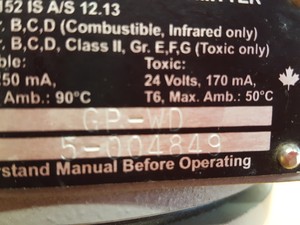 152 IS A/S 12.13
r. B,C,D (Combustible, Infrared only)
r. B,C,D, Class II, Gr. E,F,G (Toxic only)
ible: Toxic:
250 mA, 24 Volts, 170 mA,
Amb.: 90°C T6, Max. Amb.: 50°C
GP-WD
5-004849
rstand Manual Before Operating